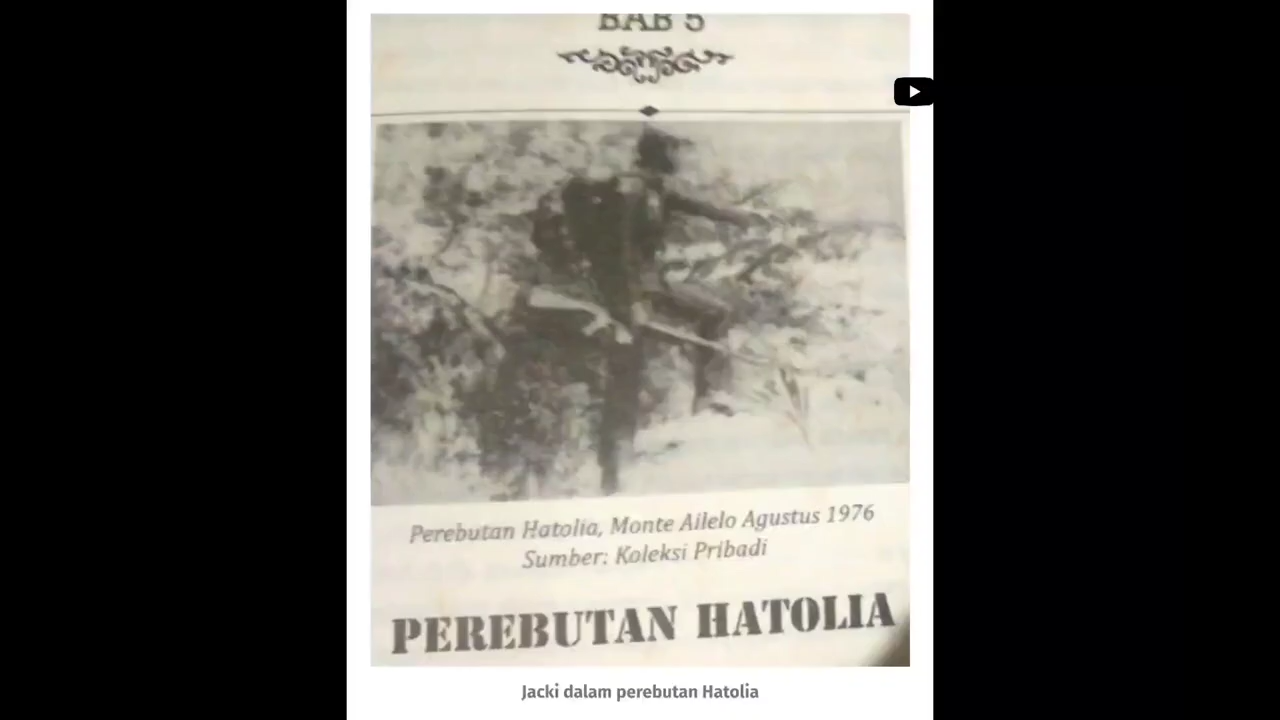 BAB 5
Perebutan Hatolia, Monte Ailelo Agustus 1976
Sumber: Koleksi Pribadi
PEREBUTAN HATOLIA
Jacki dalam perebutan Hatolia